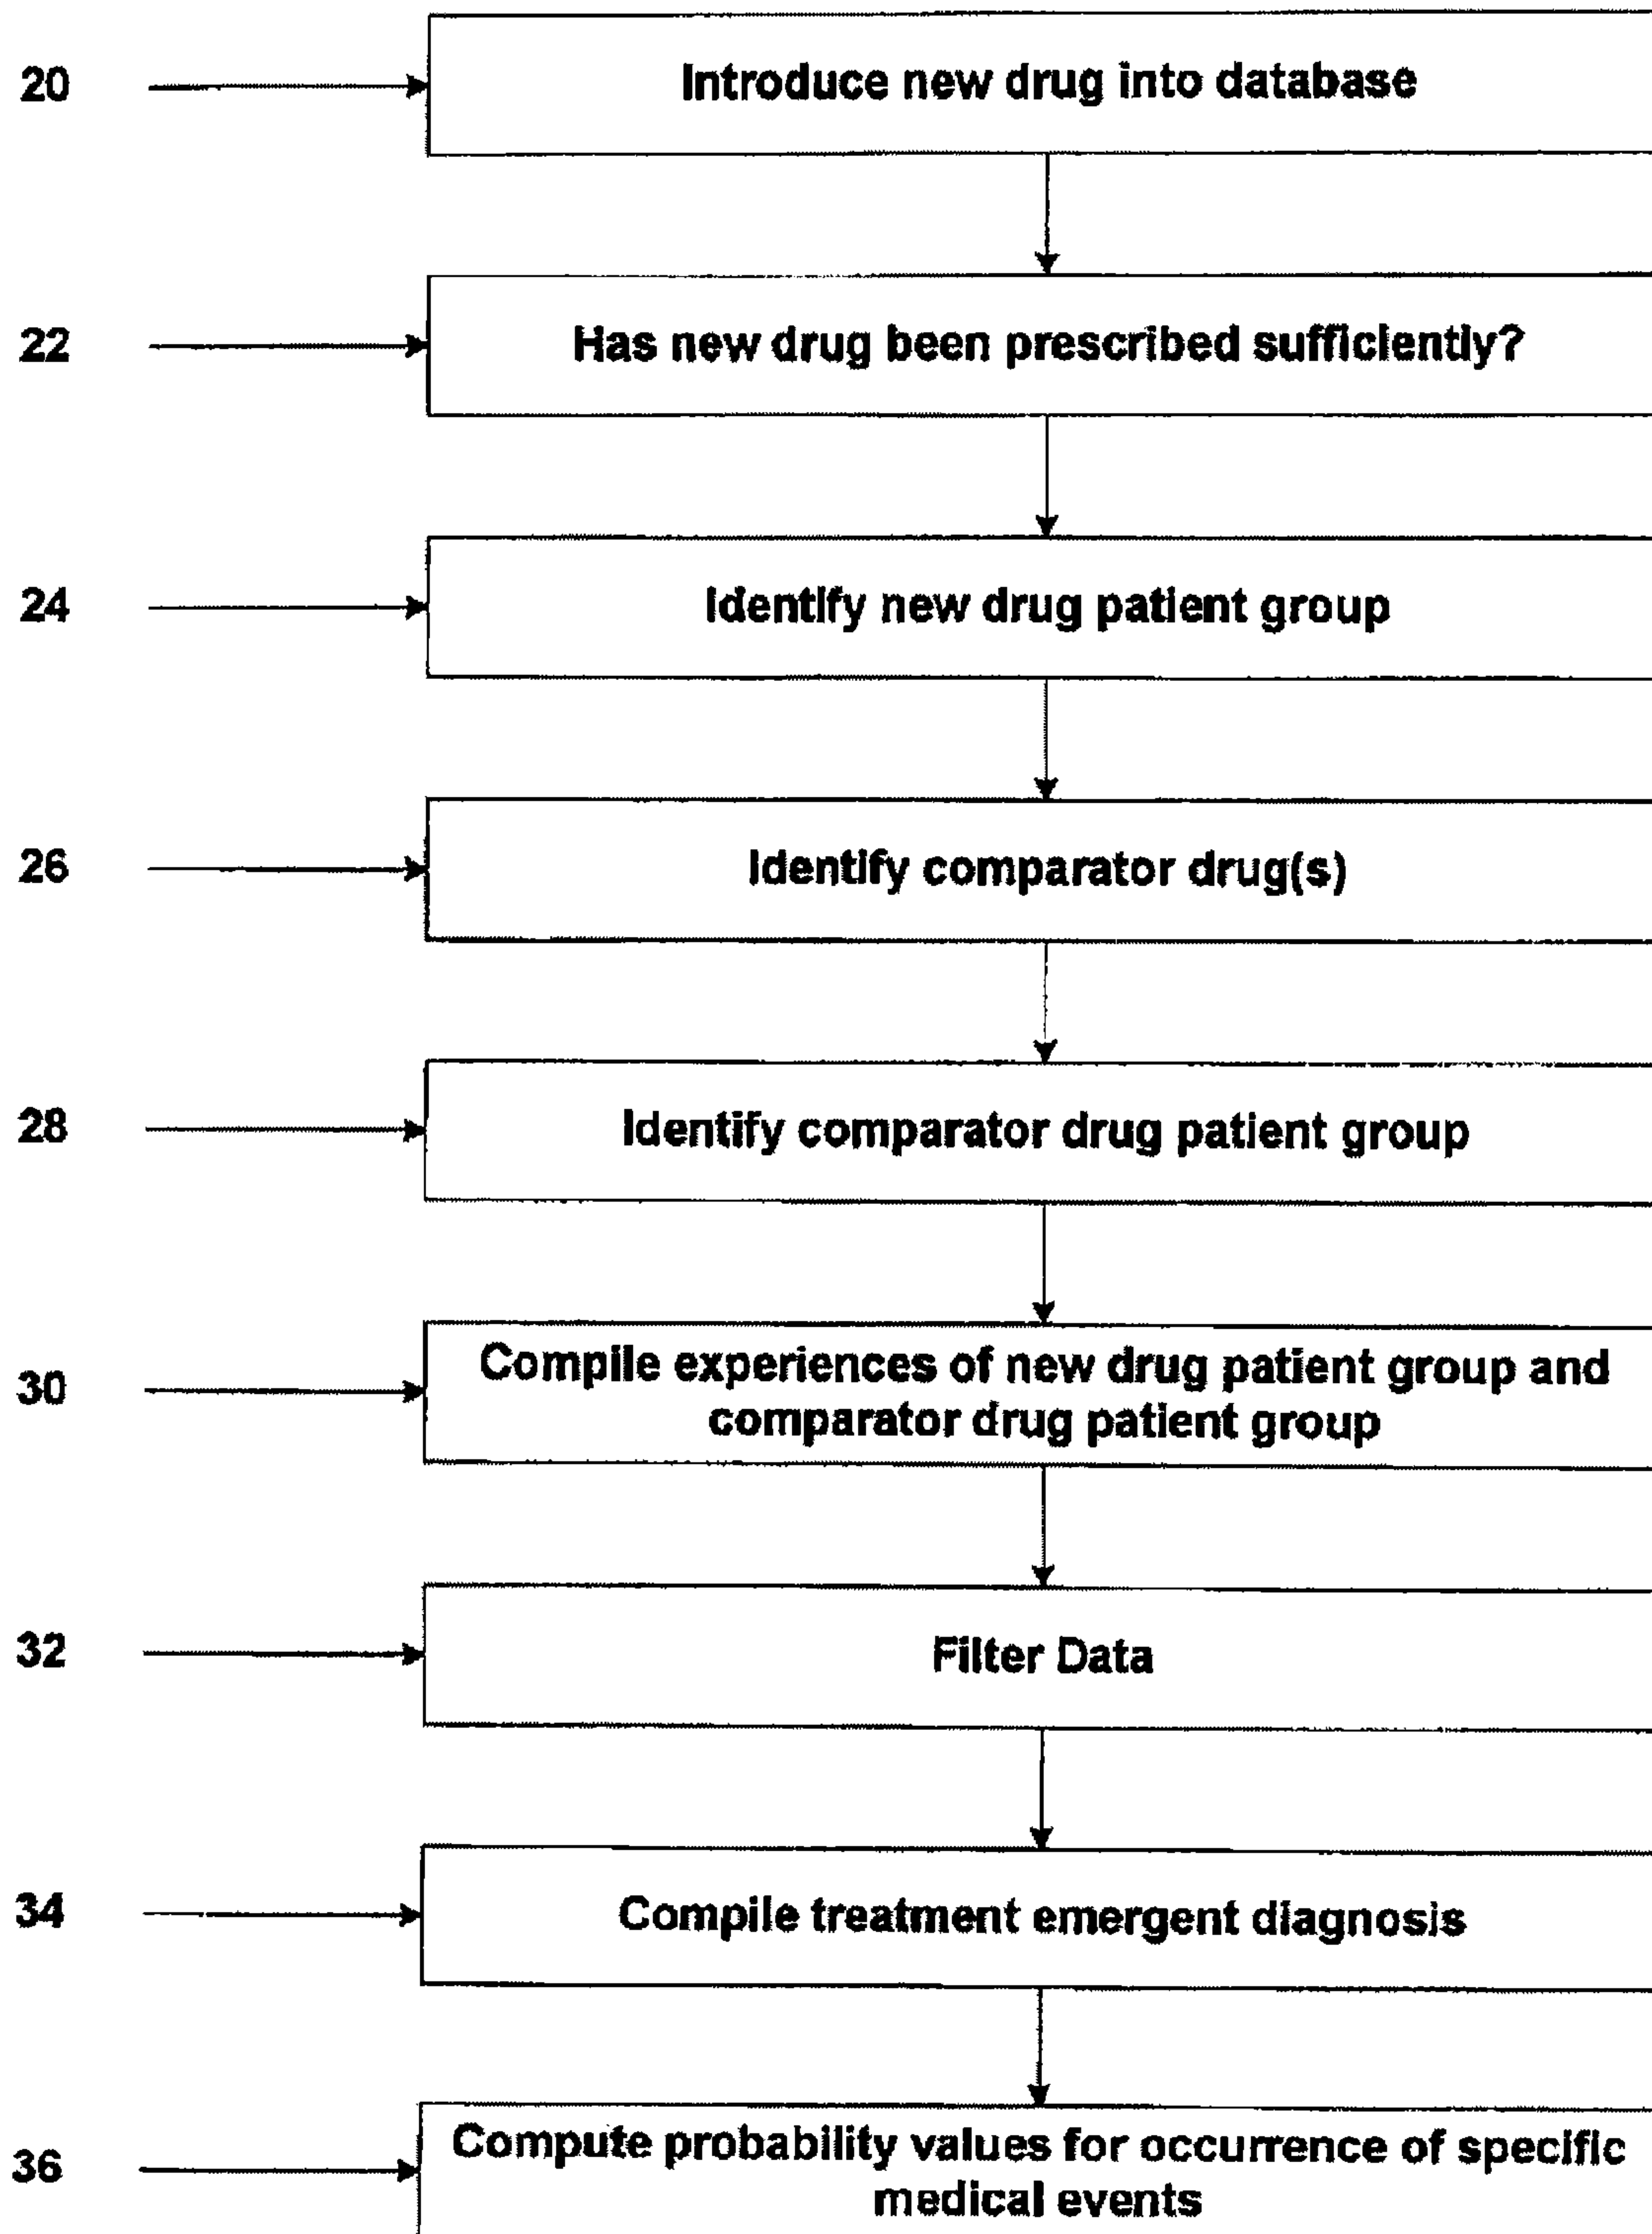 20
Introduce new drug into database
22
Has new drug been prescribed sufficiently?
24
Identify new drug patient group
26
Identify comparator drug(s)
28
Identify comparator drug patient group
30
Compile experiences of new drug patient group and
comparator drug patient group
32
Filter Data
34
Compile treatment emergent diagnosis
36
Compute probability values for occurrence of specific
medical events